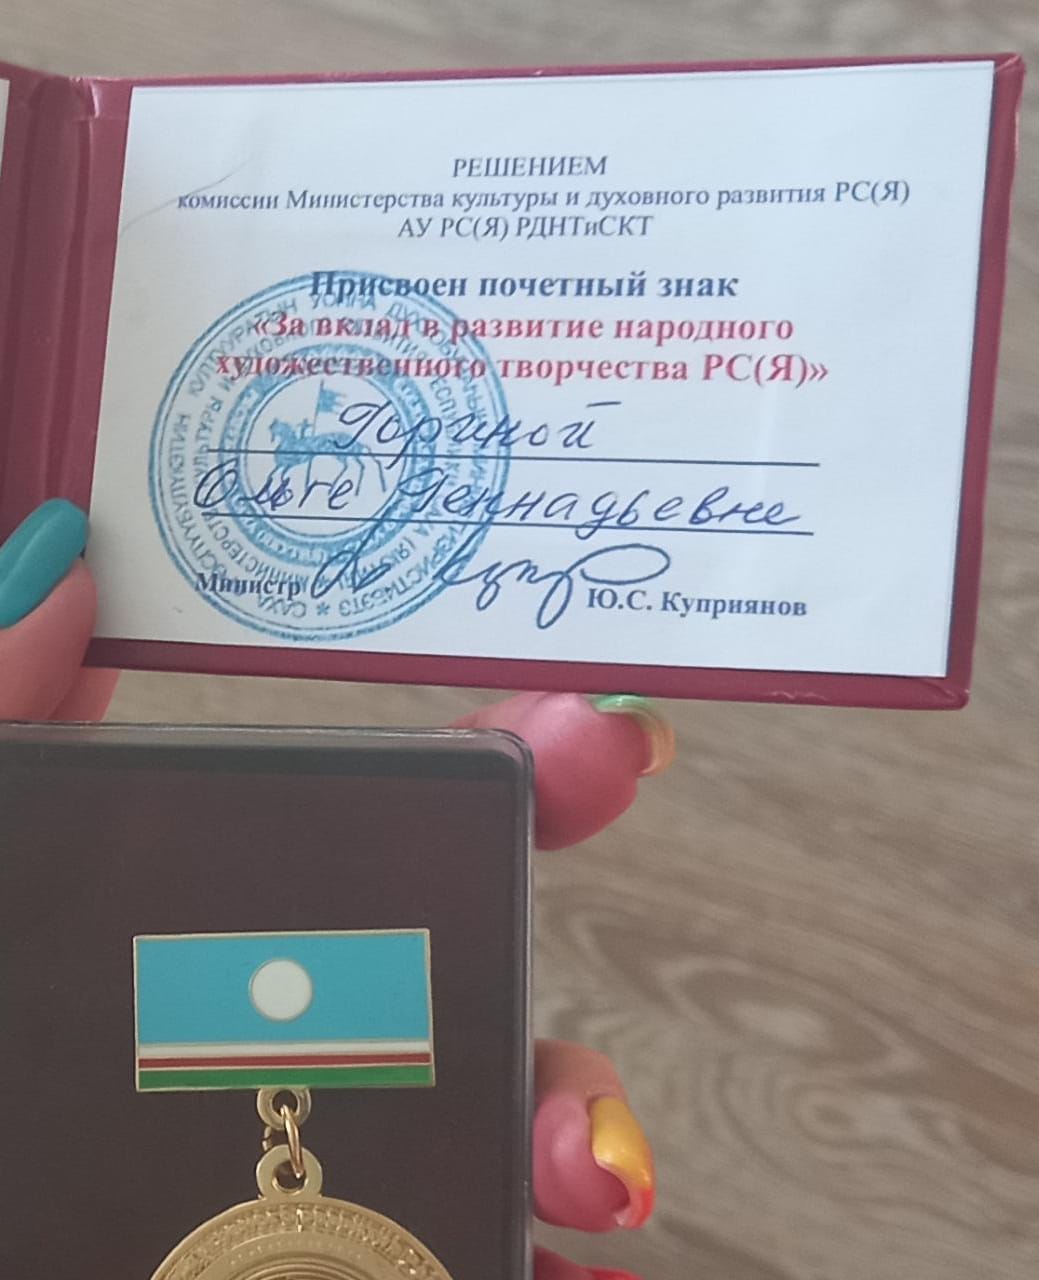 РЕШЕНИЕМ
комиссии Министерства культуры и духовного развития РС(Я)
АУ РС(Я) РДНТиСКТ
Присвоен почетный знак
«За вклад в развитие народного
художественного творчества РС(Я)»
Гориной
Ольге Геннадьевне
Министр
Ю.С. Куприянов